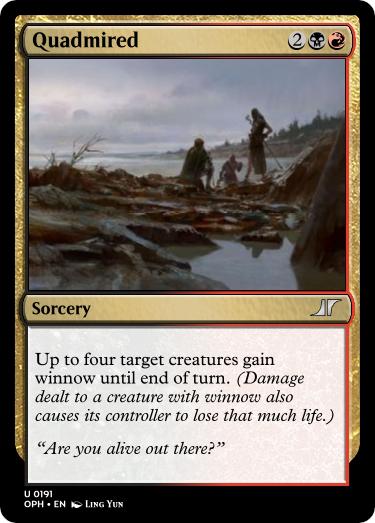 Quadmired 2
Sorcery
Up to four target creatures gain
winnow until end of turn. (Damage
dealt to a creature with winnow also
causes its controller to lose that much life.)
“Are you alive out there?”
U 0191
OPH • EN Ling Yun